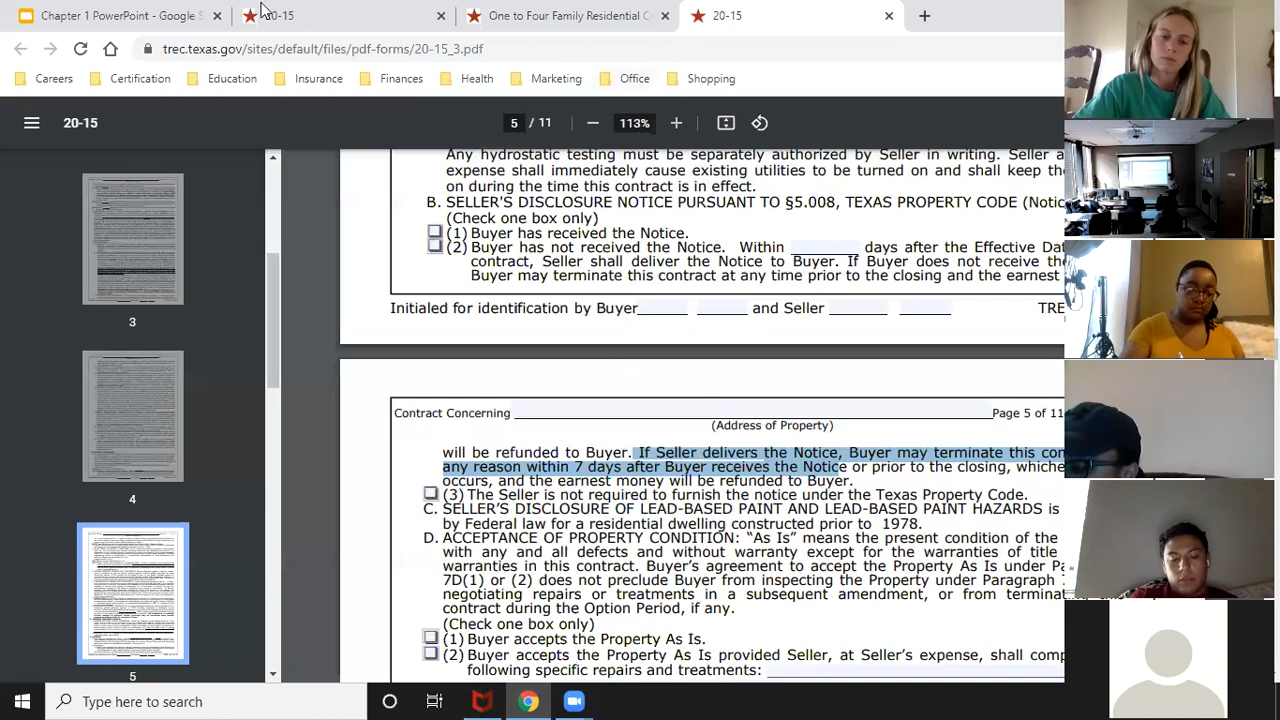 Chapter 1 PowerPoint - Google S
20-15
One to Four Family Residential C
20-15
trec.texas.gov/sites/default/files/pdf-forms/20-15_3.pdf
Careers
Certification
Education
Insurance
Finances
Health
Marketing
Office
Shopping
20-15
5 / 11
113%
3
4
5
Any hydrostatic testing must be separately authorized by Seller in writing. Seller a
expense shall immediately cause existing utilities to be turned on and shall keep the
on during the time this contract is in effect.
B. SELLER'S DISCLOSURE NOTICE PURSUANT TO §5.008, TEXAS PROPERTY CODE (Notic
(Check one box only)
(1) Buyer has received the Notice.
(2) Buyer has not received the Notice. Within days after the Effective Dat
contract, Seller shall deliver the Notice to Buyer. If Buyer does not receive the
Buyer may terminate this contract at any time prior to the closing and the earnest
Initialed for identification by Buyer and Seller TRE
Contract Concerning Page 5 of 11
(Address of Property)
will be refunded to Buyer. If Seller delivers the Notice, Buyer may terminate this con
any reason within 7 days after Buyer receives the Notice or prior to the closing, whiche
occurs, and the earnest money will be refunded to Buyer.
(3) The Seller is not required to furnish the notice under the Texas Property Code.
C. SELLER'S DISCLOSURE OF LEAD-BASED PAINT AND LEAD-BASED PAINT HAZARDS is
by Federal law for a residential dwelling constructed prior to 1978.
D. ACCEPTANCE OF PROPERTY CONDITION: "As Is" means the present condition of the
with any and all defects and without warranty except for the warranties of title
warranties in this contract. Buyer's agreement to accept the Property As Is under Pa
7D(1) or (2) does not preclude Buyer from inspecting the Property under Paragraph
negotiating repairs or treatments in a subsequent amendment, or from terminat
contract during the Option Period, if any.
(Check one box only)
(1) Buyer accepts the Property As Is.
(2) Buyer accepts the Property As Is provided Seller, at Seller's expense, shall comp
following specific repairs and treatments:
Type here to search